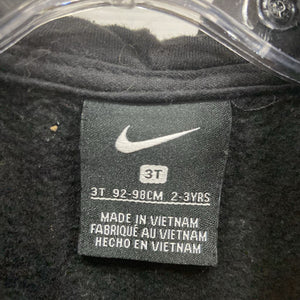 3T
3T 92-98CM 2-3YRS
MADE IN VIETNAM
FABRIQUÉ AU VIETNAM
HECHO EN VIETNAM